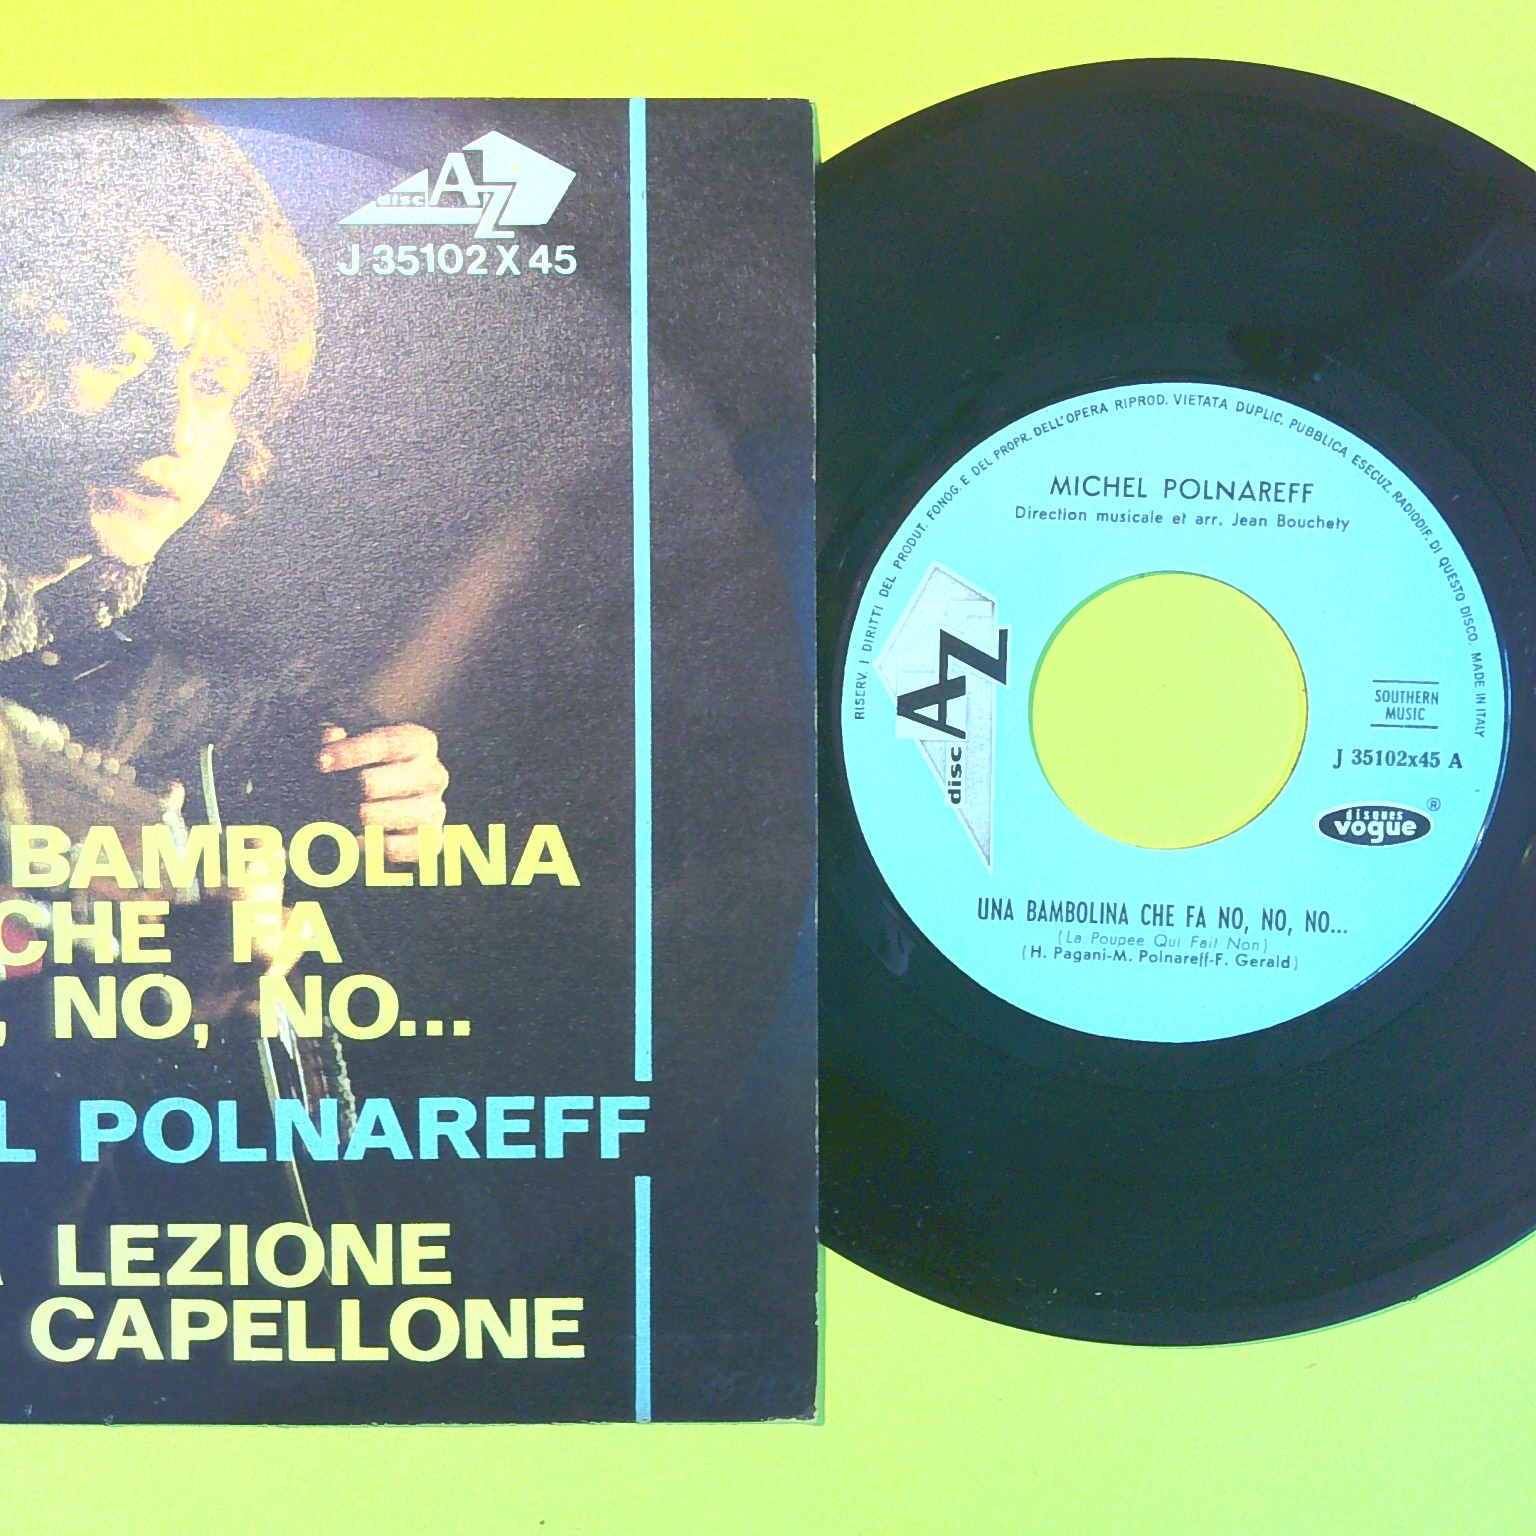 disc AZ
J 35102 X 45
BAMBOLINA
CHE FA
, NO, NO...
L POLNAREFF
LEZIONE
CAPELLONE
RISERV. I DIRITTI DEL PRODUT. FONOG. E DEL PROPR. DELL'OPERA RIPROD. VIETATA DUPLIC. PUBBLICA ESECUZ. RADIODIF. DI QUESTO DISCO. MADE IN ITALY
MICHEL POLNAREFF
Direction musicale et arr. Jean Bouchety
disc AZ
SOUTHERN
MUSIC
J 35102x45 A
disques
vogue ®
UNA BAMBOLINA CHE FA NO, NO, NO...
(La Poupee Qui Fait Non)
(H. Pagani-M. Polnareff-F. Gerald)